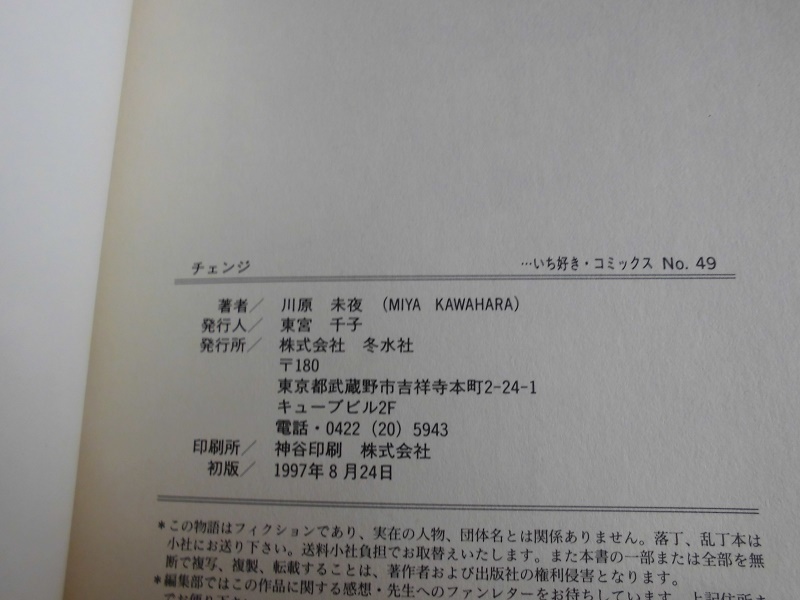 チェンジ …いち好き・コミックス No. 49
著者／ 川原 未夜 (MIYA KAWAHARA)
発行人／ 東宮 千子
発行所／ 株式会社 冬水社
〒180
東京都武蔵野市吉祥寺本町2-24-1
キューブビル2F
電話・0422 (20) 5943
印刷所／ 神谷印刷 株式会社
初版／ 1997年8月24日
＊この物語はフィクションであり、実在の人物、団体名とは関係ありません。落丁、乱丁本は
小社にお送り下さい。送料小社負担でお取替えいたします。また本書の一部または全部を無
断で複写、複製、転載することは、著作者および出版社の権利侵害となります。
＊編集部ではこの作品に関する感想・先生へのファンレターをお待ちしています。上記住所ま
でお便り下さい